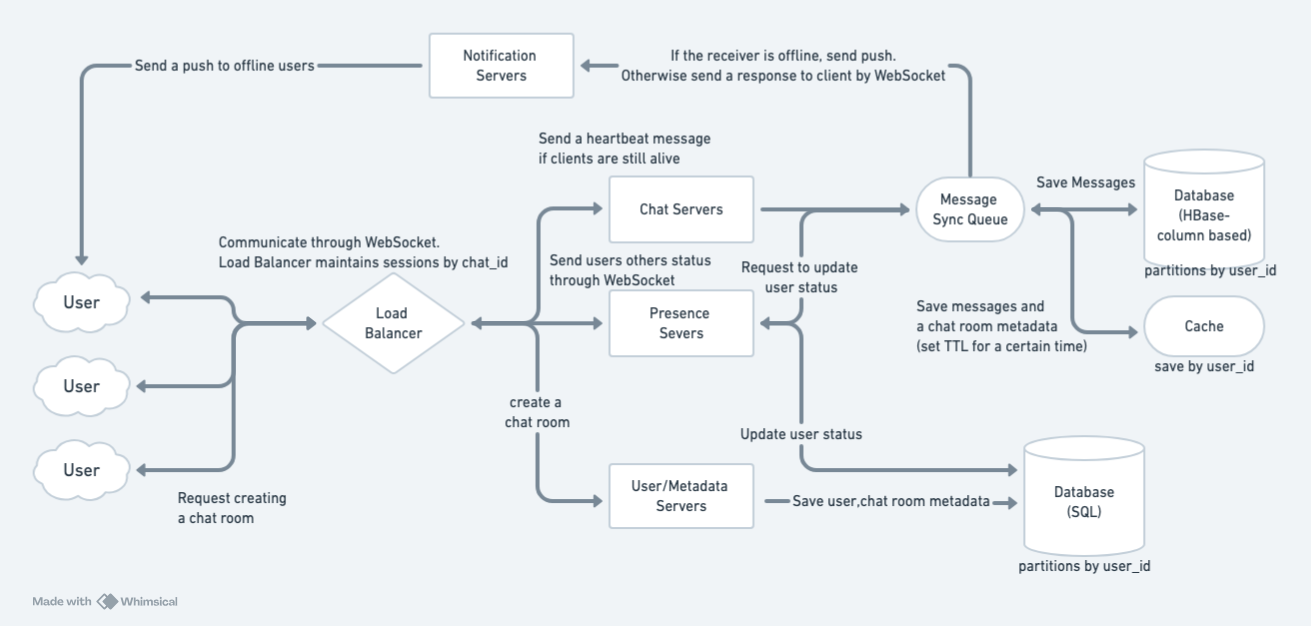 Notification
Servers
Send a push to offline users
If the receiver is offline, send push.
Otherwise send a response to client by WebSocket
Send a heartbeat message
if clients are still alive
Chat Servers
Message
Sync Queue
Save Messages
Database
(HBase-
column based)
partitions by user_id
Communicate through WebSocket.
Load Balancer maintains sessions by chat_id
Send users others status
through WebSocket
Request to update
user status
User
Load
Balancer
Presence
Severs
Save messages and
a chat room metadata
(set TTL for a certain time)
Cache
save by user_id
User
create a
chat room
Update user status
User
Request creating
a chat room
User/Metadata
Servers
Save user,chat room metadata
Database
(SQL)
partitions by user_id
Made with Whimsical